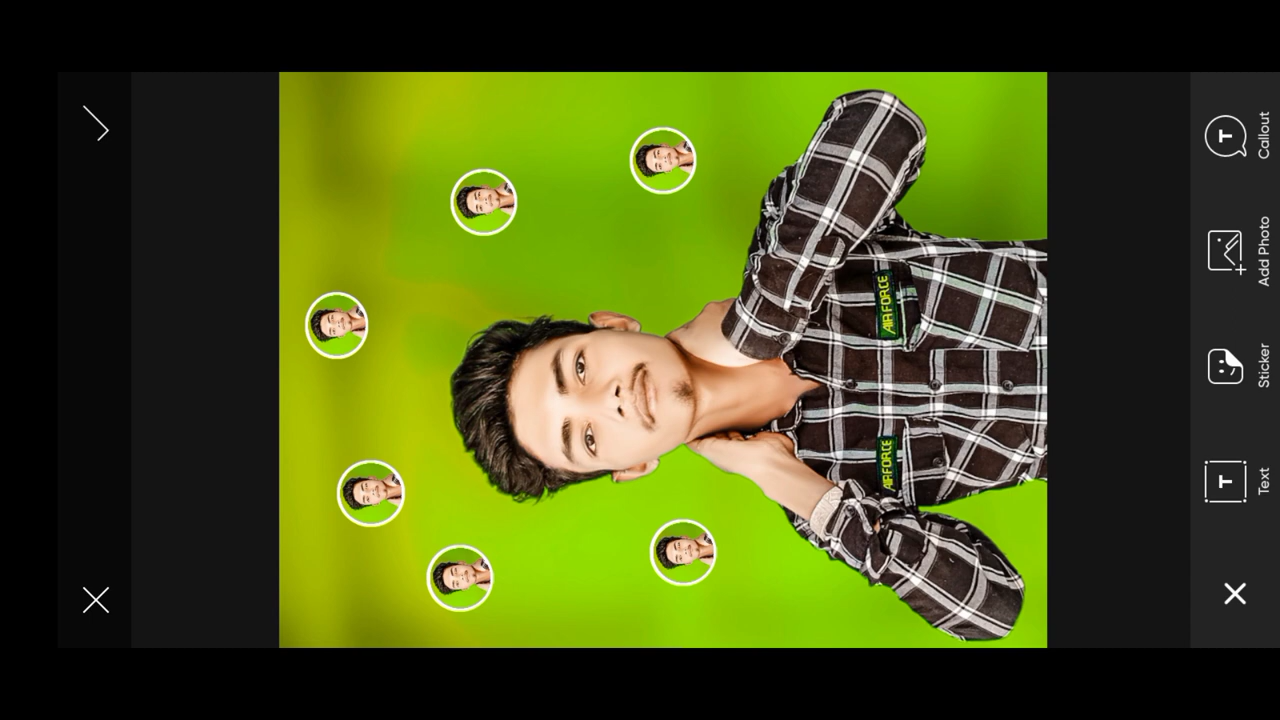 AIR FORCE
AIR FORCE
Text
Sticker
Add Photo
Callout